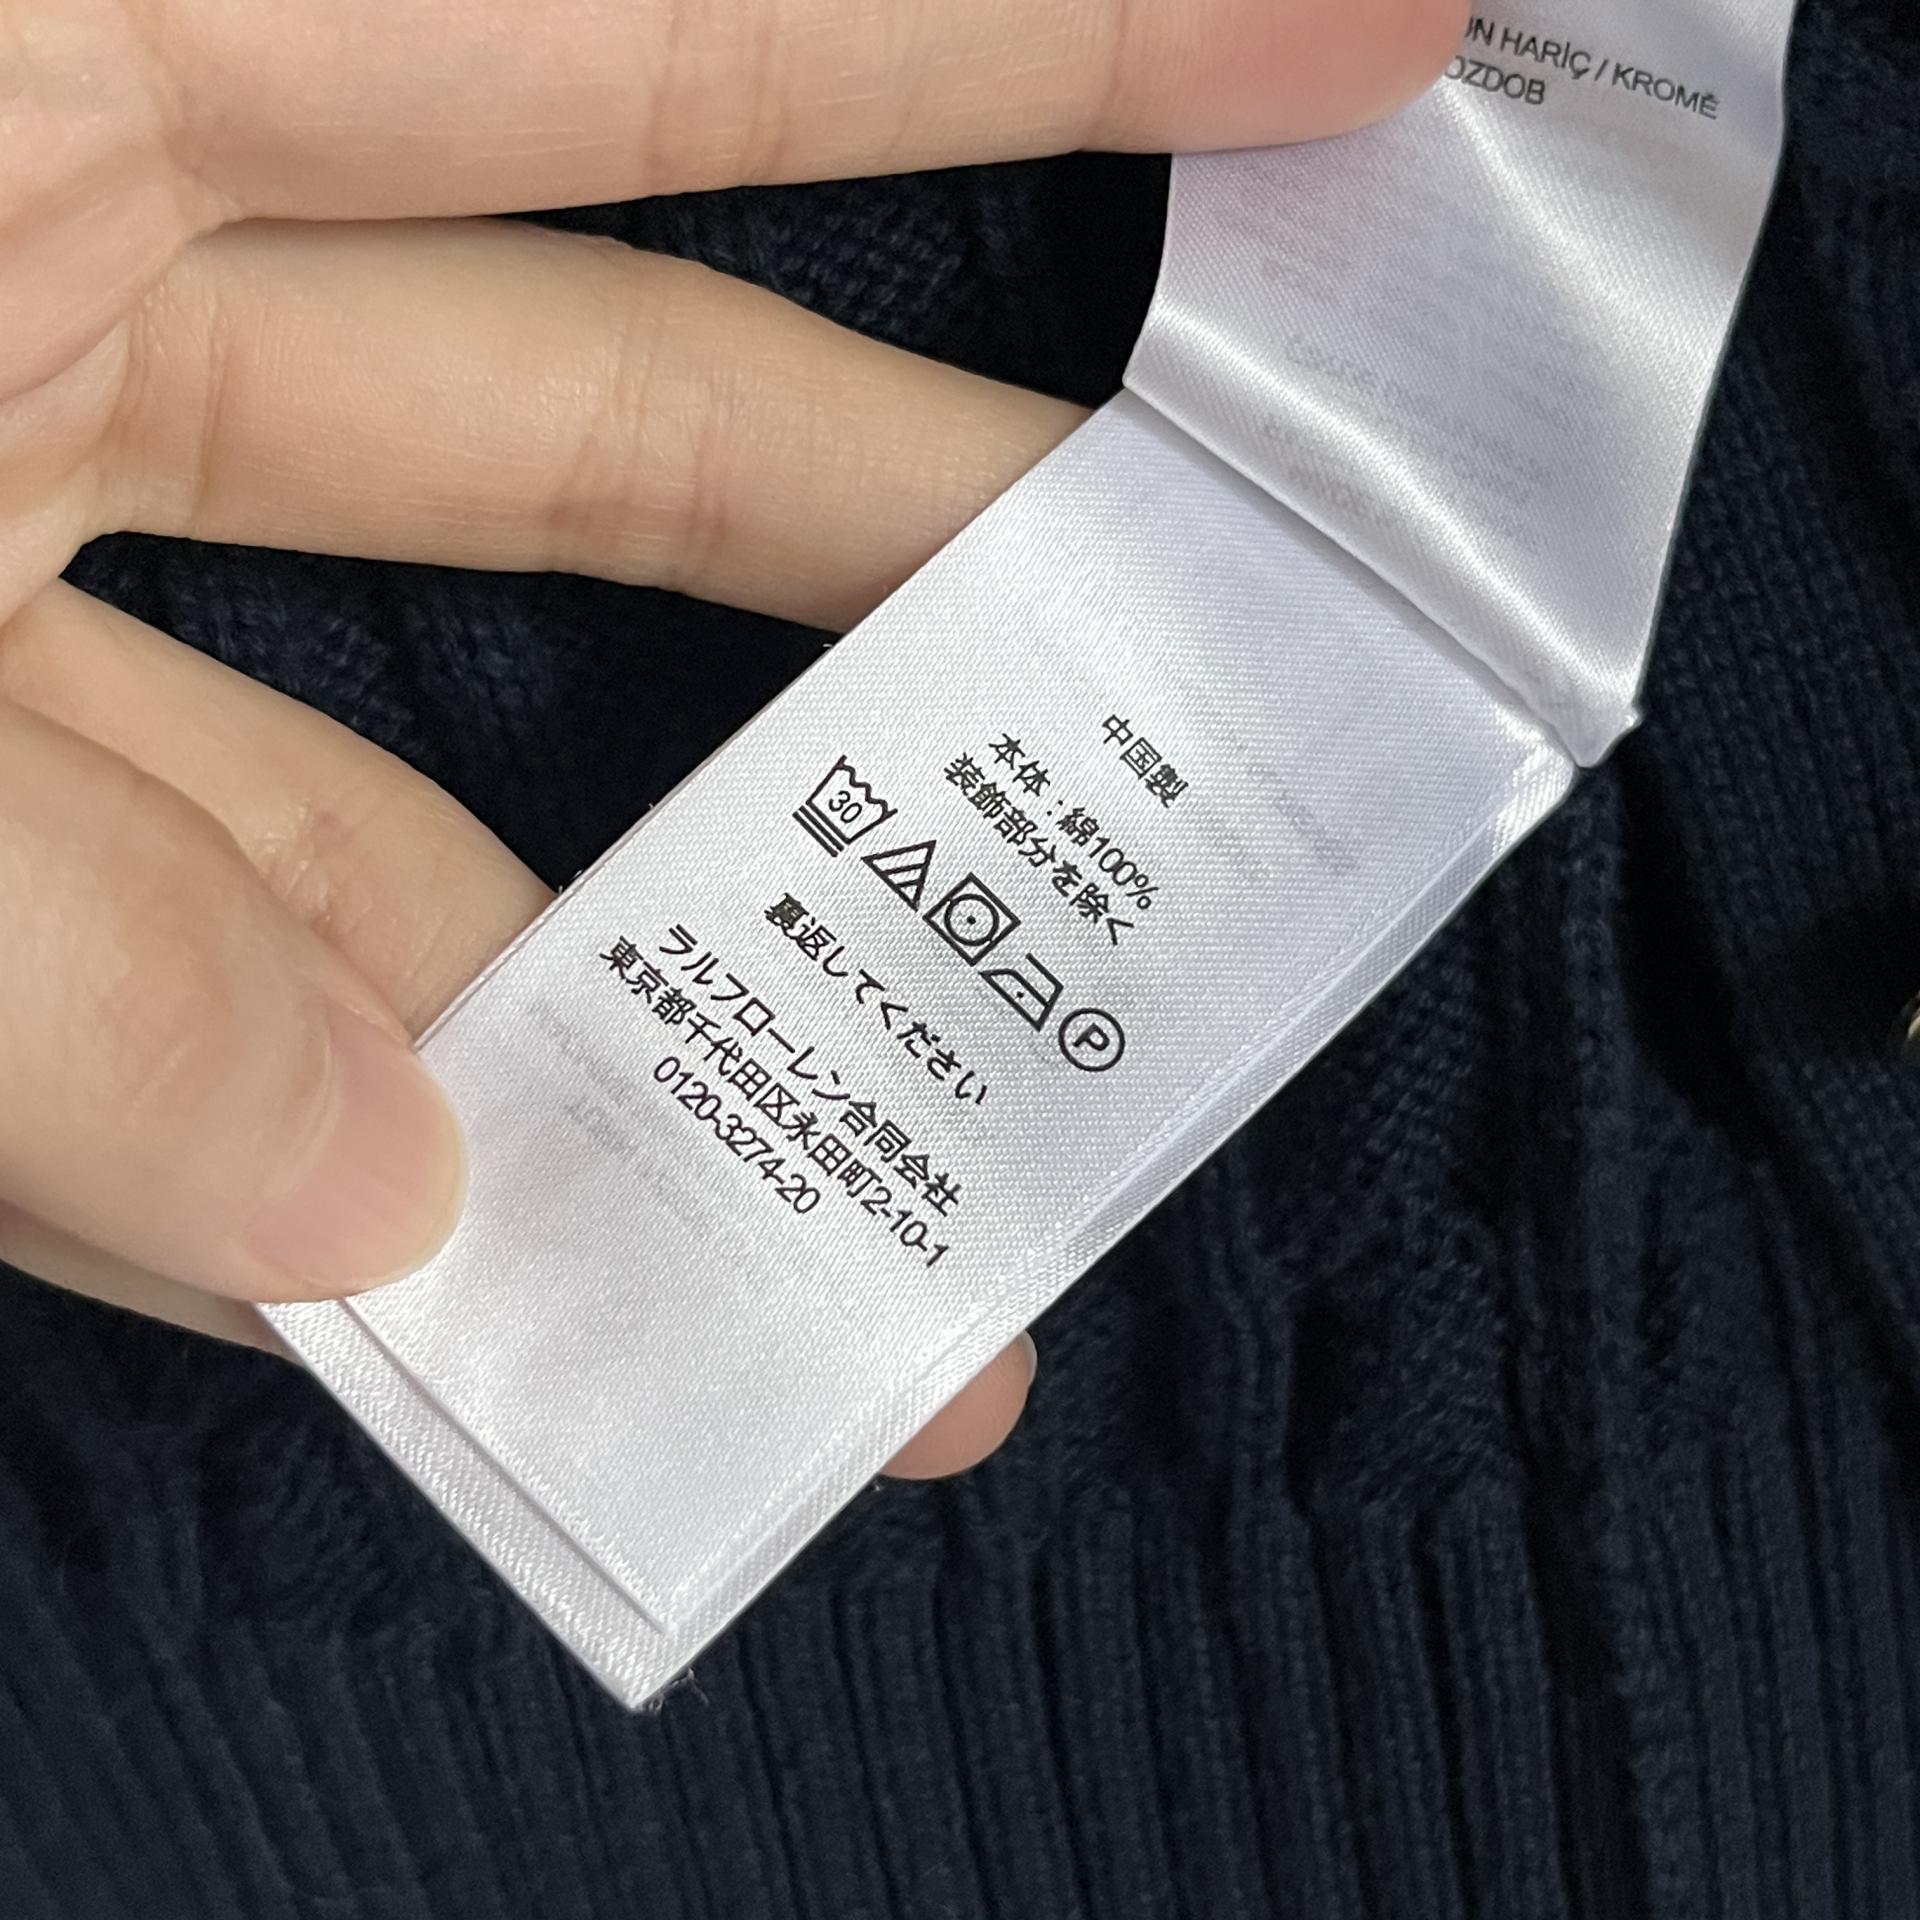 ON HARİÇ / KROMĚ
OZDOB
中国製
本体 : 綿100%
装飾部分を除く
30
P
裏返してください
ラルフローレン合同会社
東京都千代田区永田町2-10-1
0120-3274-20